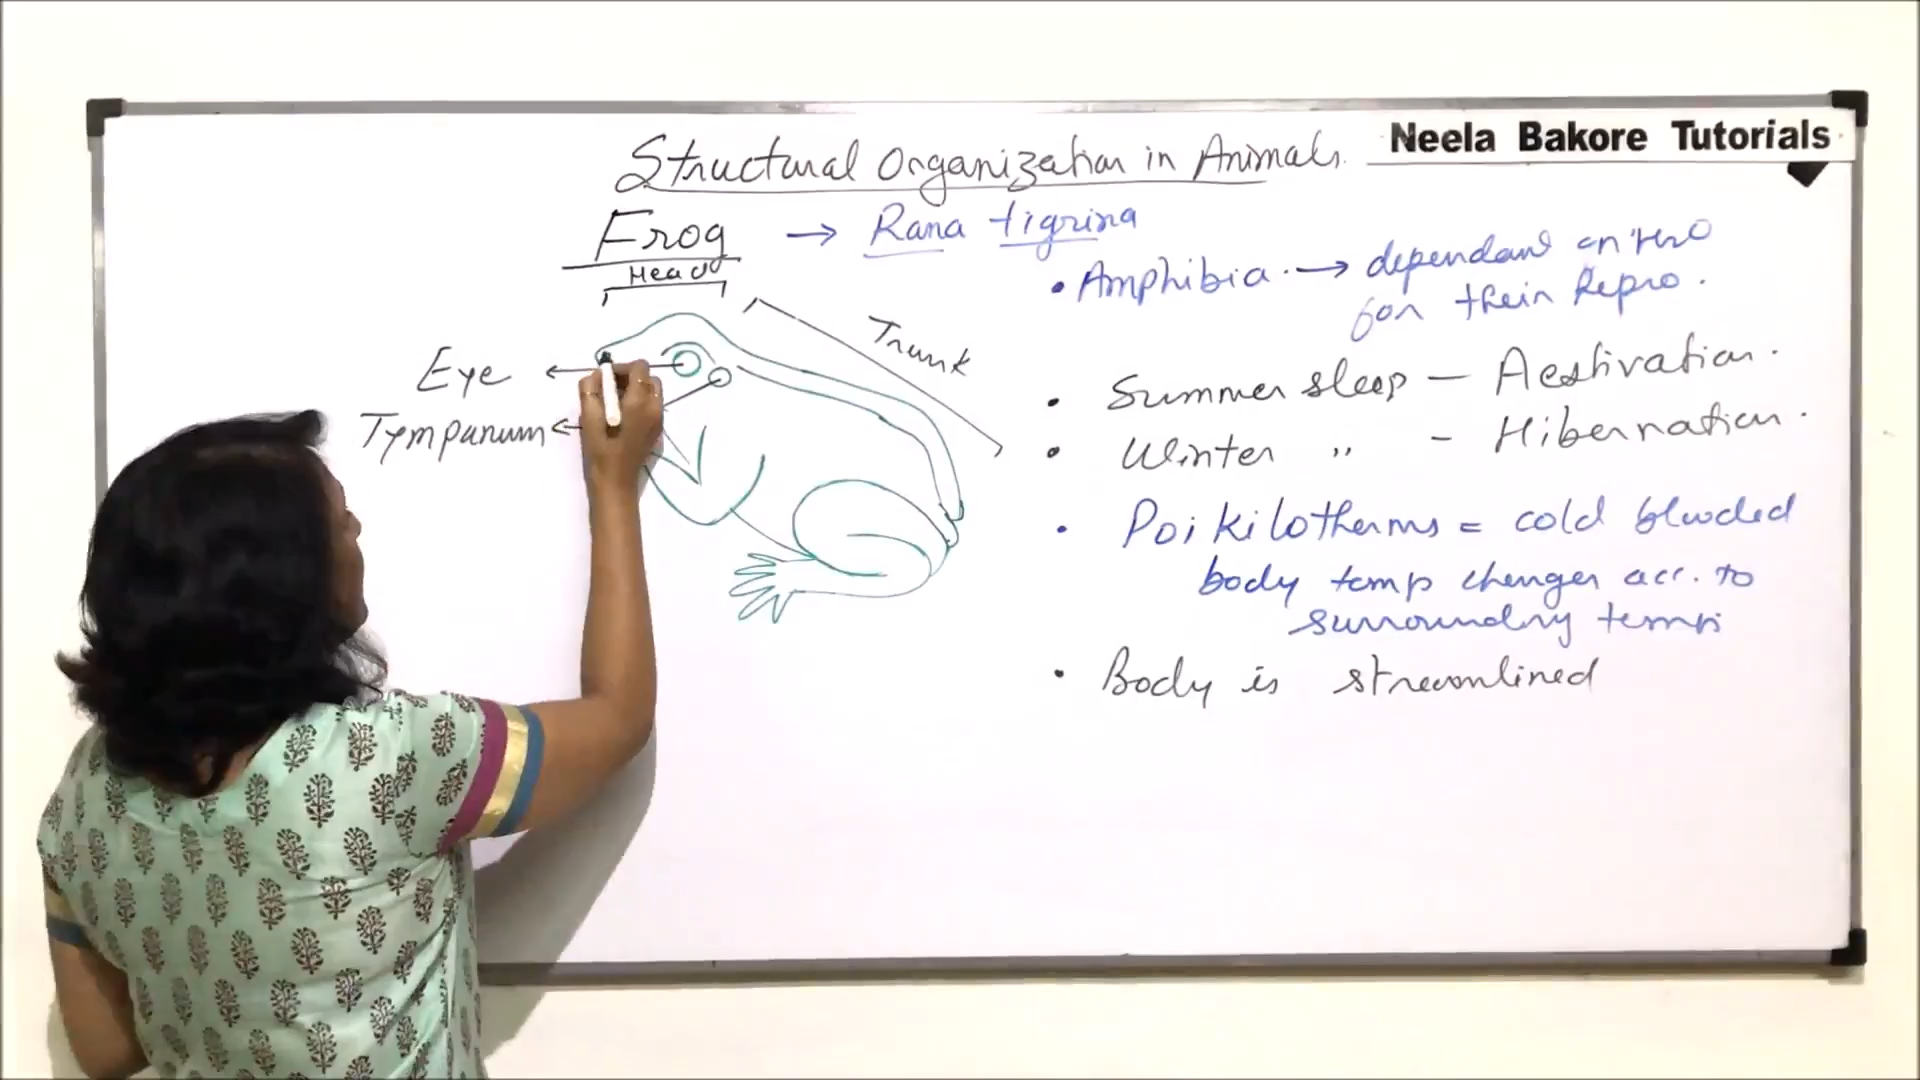 Neela Bakore Tutorials
Structural Organization in Animals.
Frog → Rana tigrina
Head
• Amphibia. → dependant on H2O
for their Repro.
Trunk
Eye
Tympanum
• Summer sleep – Aestivation.
• Winter " – Hibernation.
• Poikilotherms = cold blooded
body temp changes acc. to
surrounding temp.
• Body is streamlined